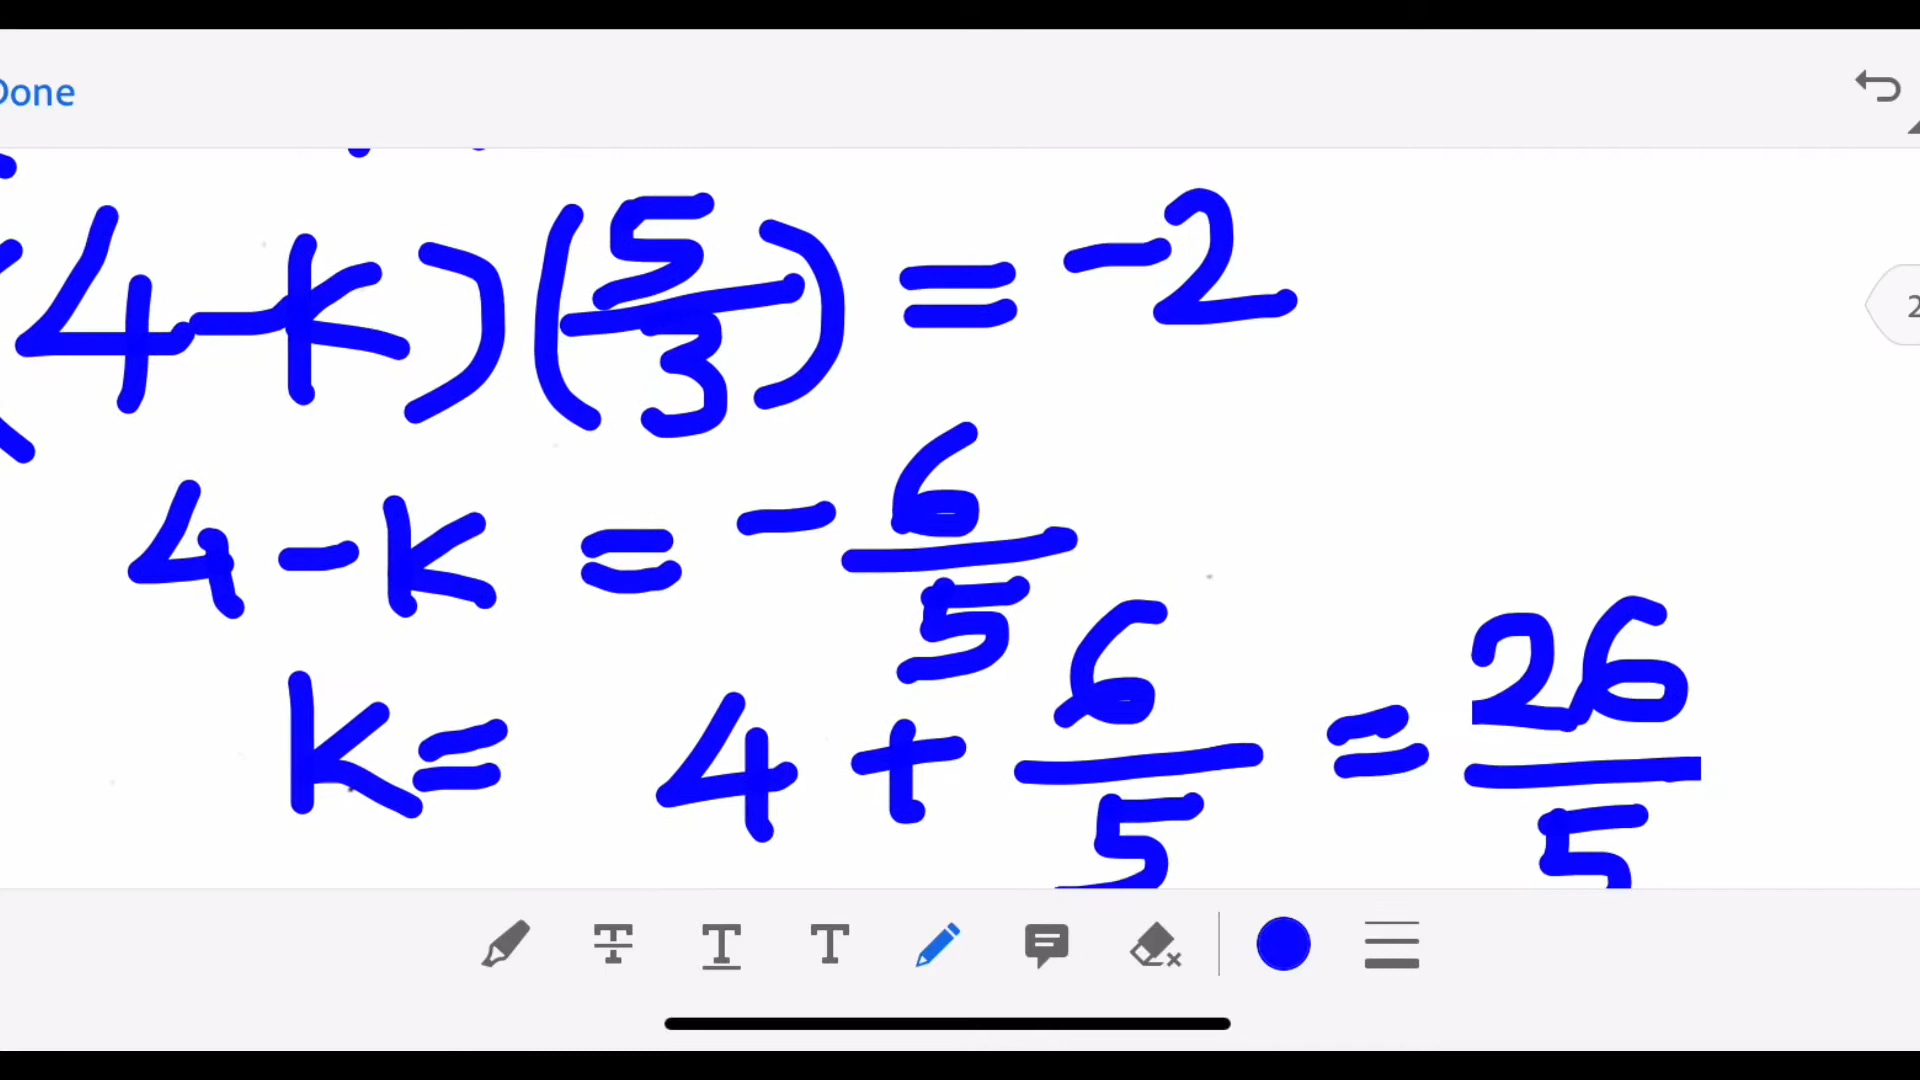 Done
(4-K)(5/3) = -2
4-K = -6/5
K= 4+6/5 = 26/5